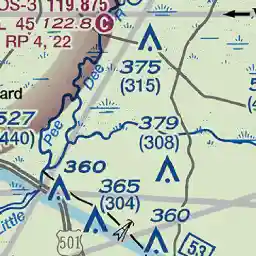 OS-3) 119.875
L 45 122.8 C
RP 4, 22
Dee
Pee
375
(315)
ard
527
440)
379
(308)
360
365
(304)
360
Little
501
53